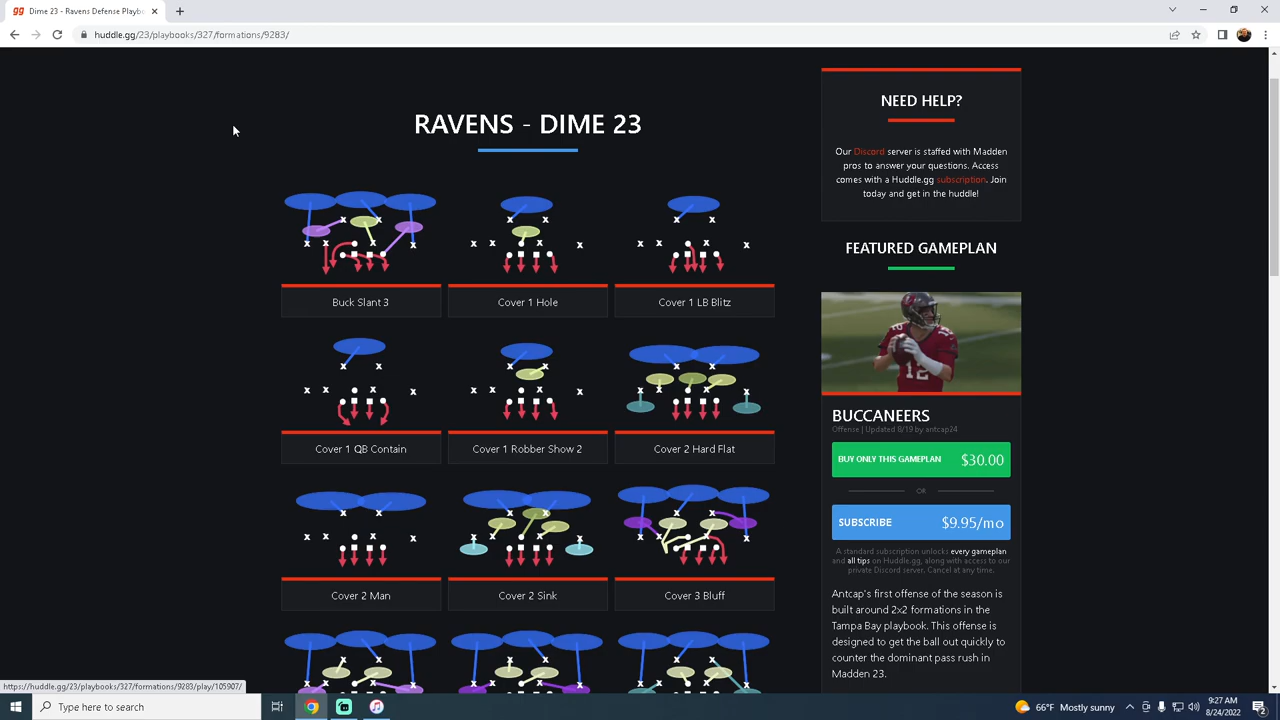 gg Dime 23 - Ravens Defense Playbo
huddle.gg/23/playbooks/327/formations/9283/
RAVENS - DIME 23
Buck Slant 3
Cover 1 Hole
Cover 1 LB Blitz
Cover 1 QB Contain
Cover 1 Robber Show 2
Cover 2 Hard Flat
Cover 2 Man
Cover 2 Sink
Cover 3 Bluff
NEED HELP?
Our Discord server is staffed with Madden
pros to answer your questions. Access
comes with a Huddle.gg subscription. Join
today and get in the huddle!
FEATURED GAMEPLAN
12
BUCCANEERS
Offense | Updated 8/19 by antcap24
BUY ONLY THIS GAMEPLAN $30.00
OR
SUBSCRIBE $9.95/mo
A standard subscription unlocks every gameplan
and all tips on Huddle.gg, along with access to our
private Discord server. Cancel at any time.
Antcap's first offense of the season is
built around 2x2 formations in the
Tampa Bay playbook. This offense is
designed to get the ball out quickly to
counter the dominant pass rush in
Madden 23.
https://huddle.gg/23/playbooks/327/formations/9283/play/105907/
Type here to search
66°F Mostly sunny
9:27 AM
8/24/2022
2